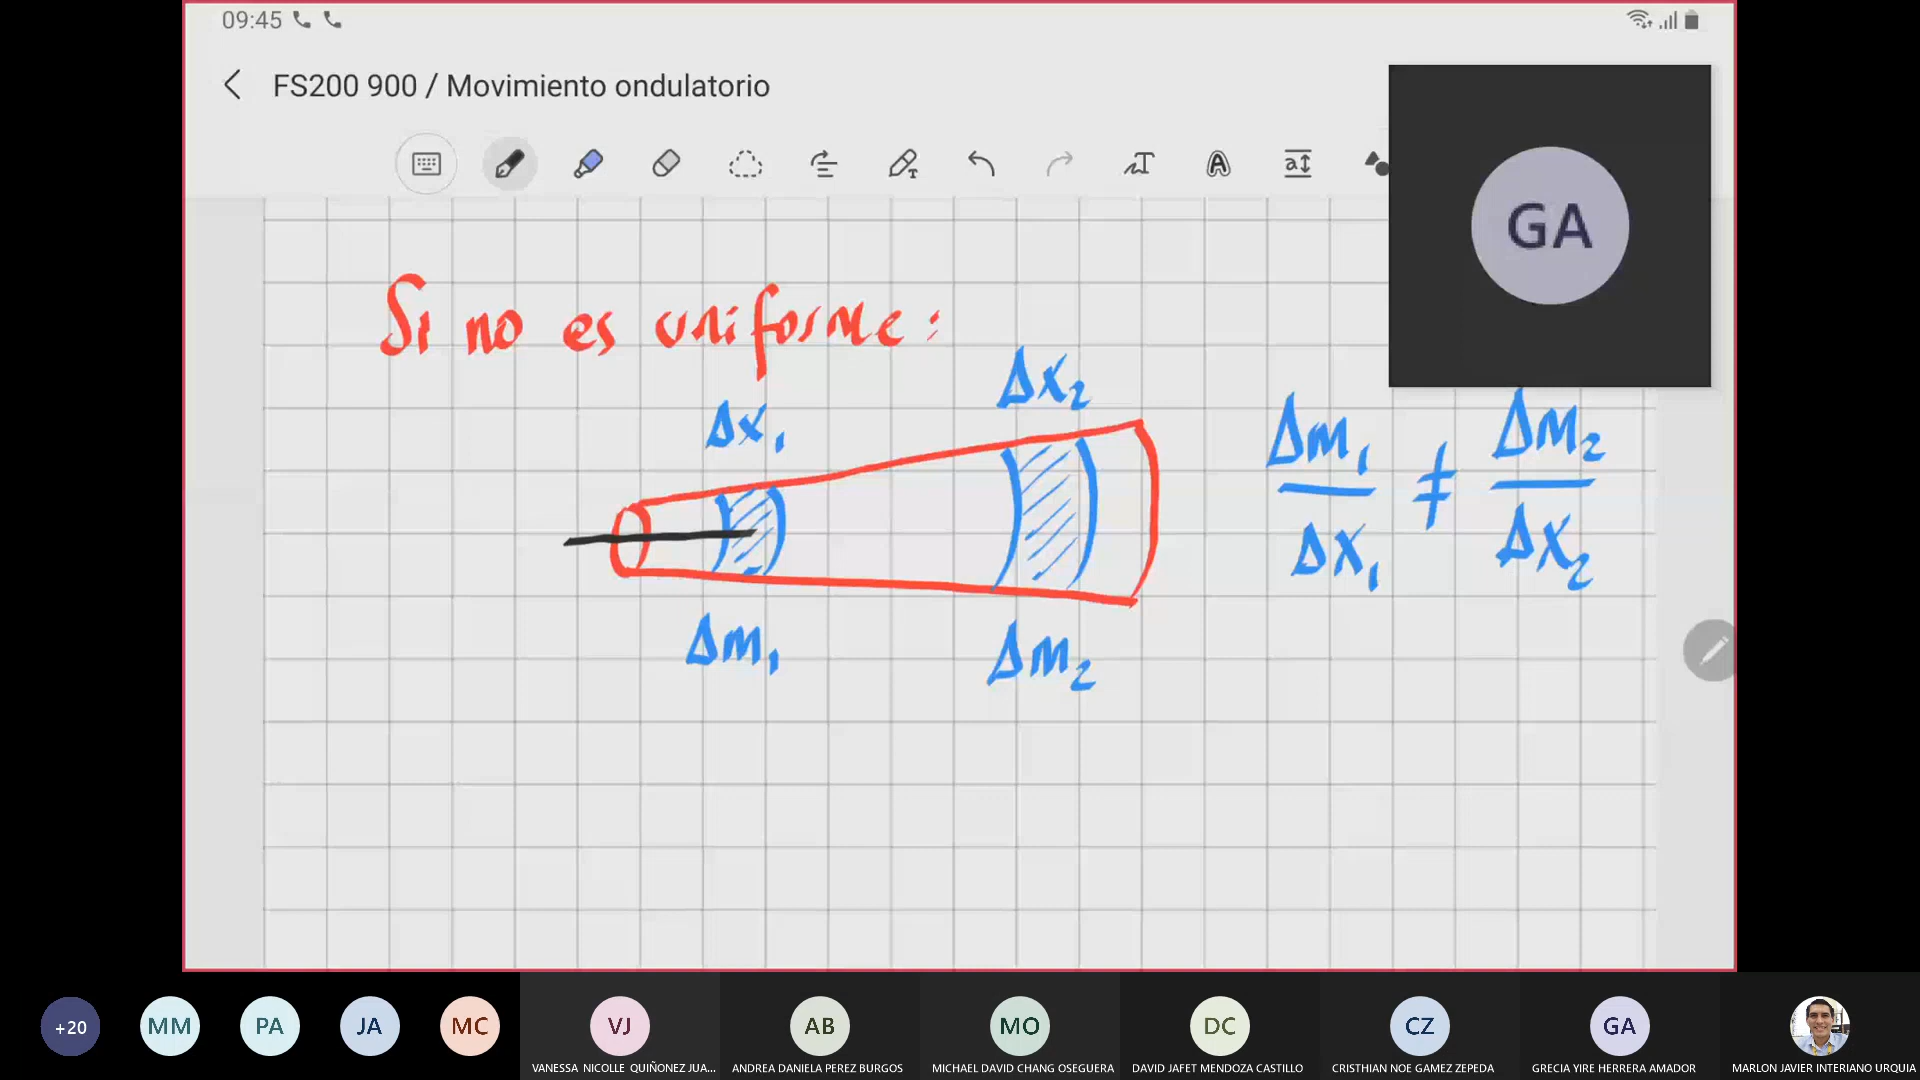 09:45
FS200 900 / Movimiento ondulatorio
GA
Si no es uniforme:
Δx₁
Δx₂
Δm₁/Δx₁ ≠ Δm₂/Δx₂
Δm₁
Δm₂
+20
MM
PA
JA
MC
VJ
AB
MO
DC
CZ
GA
VANESSA NICOLLE QUIÑONEZ JUA...
ANDREA DANIELA PEREZ BURGOS
MICHAEL DAVID CHANG OSEGUERA
DAVID JAFET MENDOZA CASTILLO
CRISTHIAN NOE GAMEZ ZEPEDA
GRECIA YIRE HERRERA AMADOR
MARLON JAVIER INTERIANO URQUIA